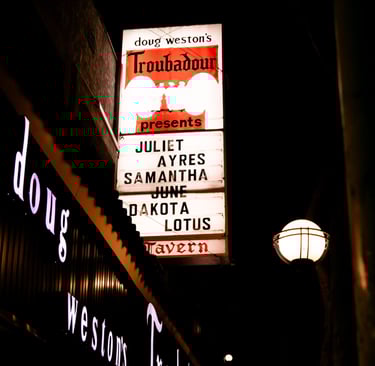 doug weston's
Troubadour
presents
JULIET
AYRES
SAMANTHA
JUNE
DAKOTA
LOTUS
Tavern
doug
weston's